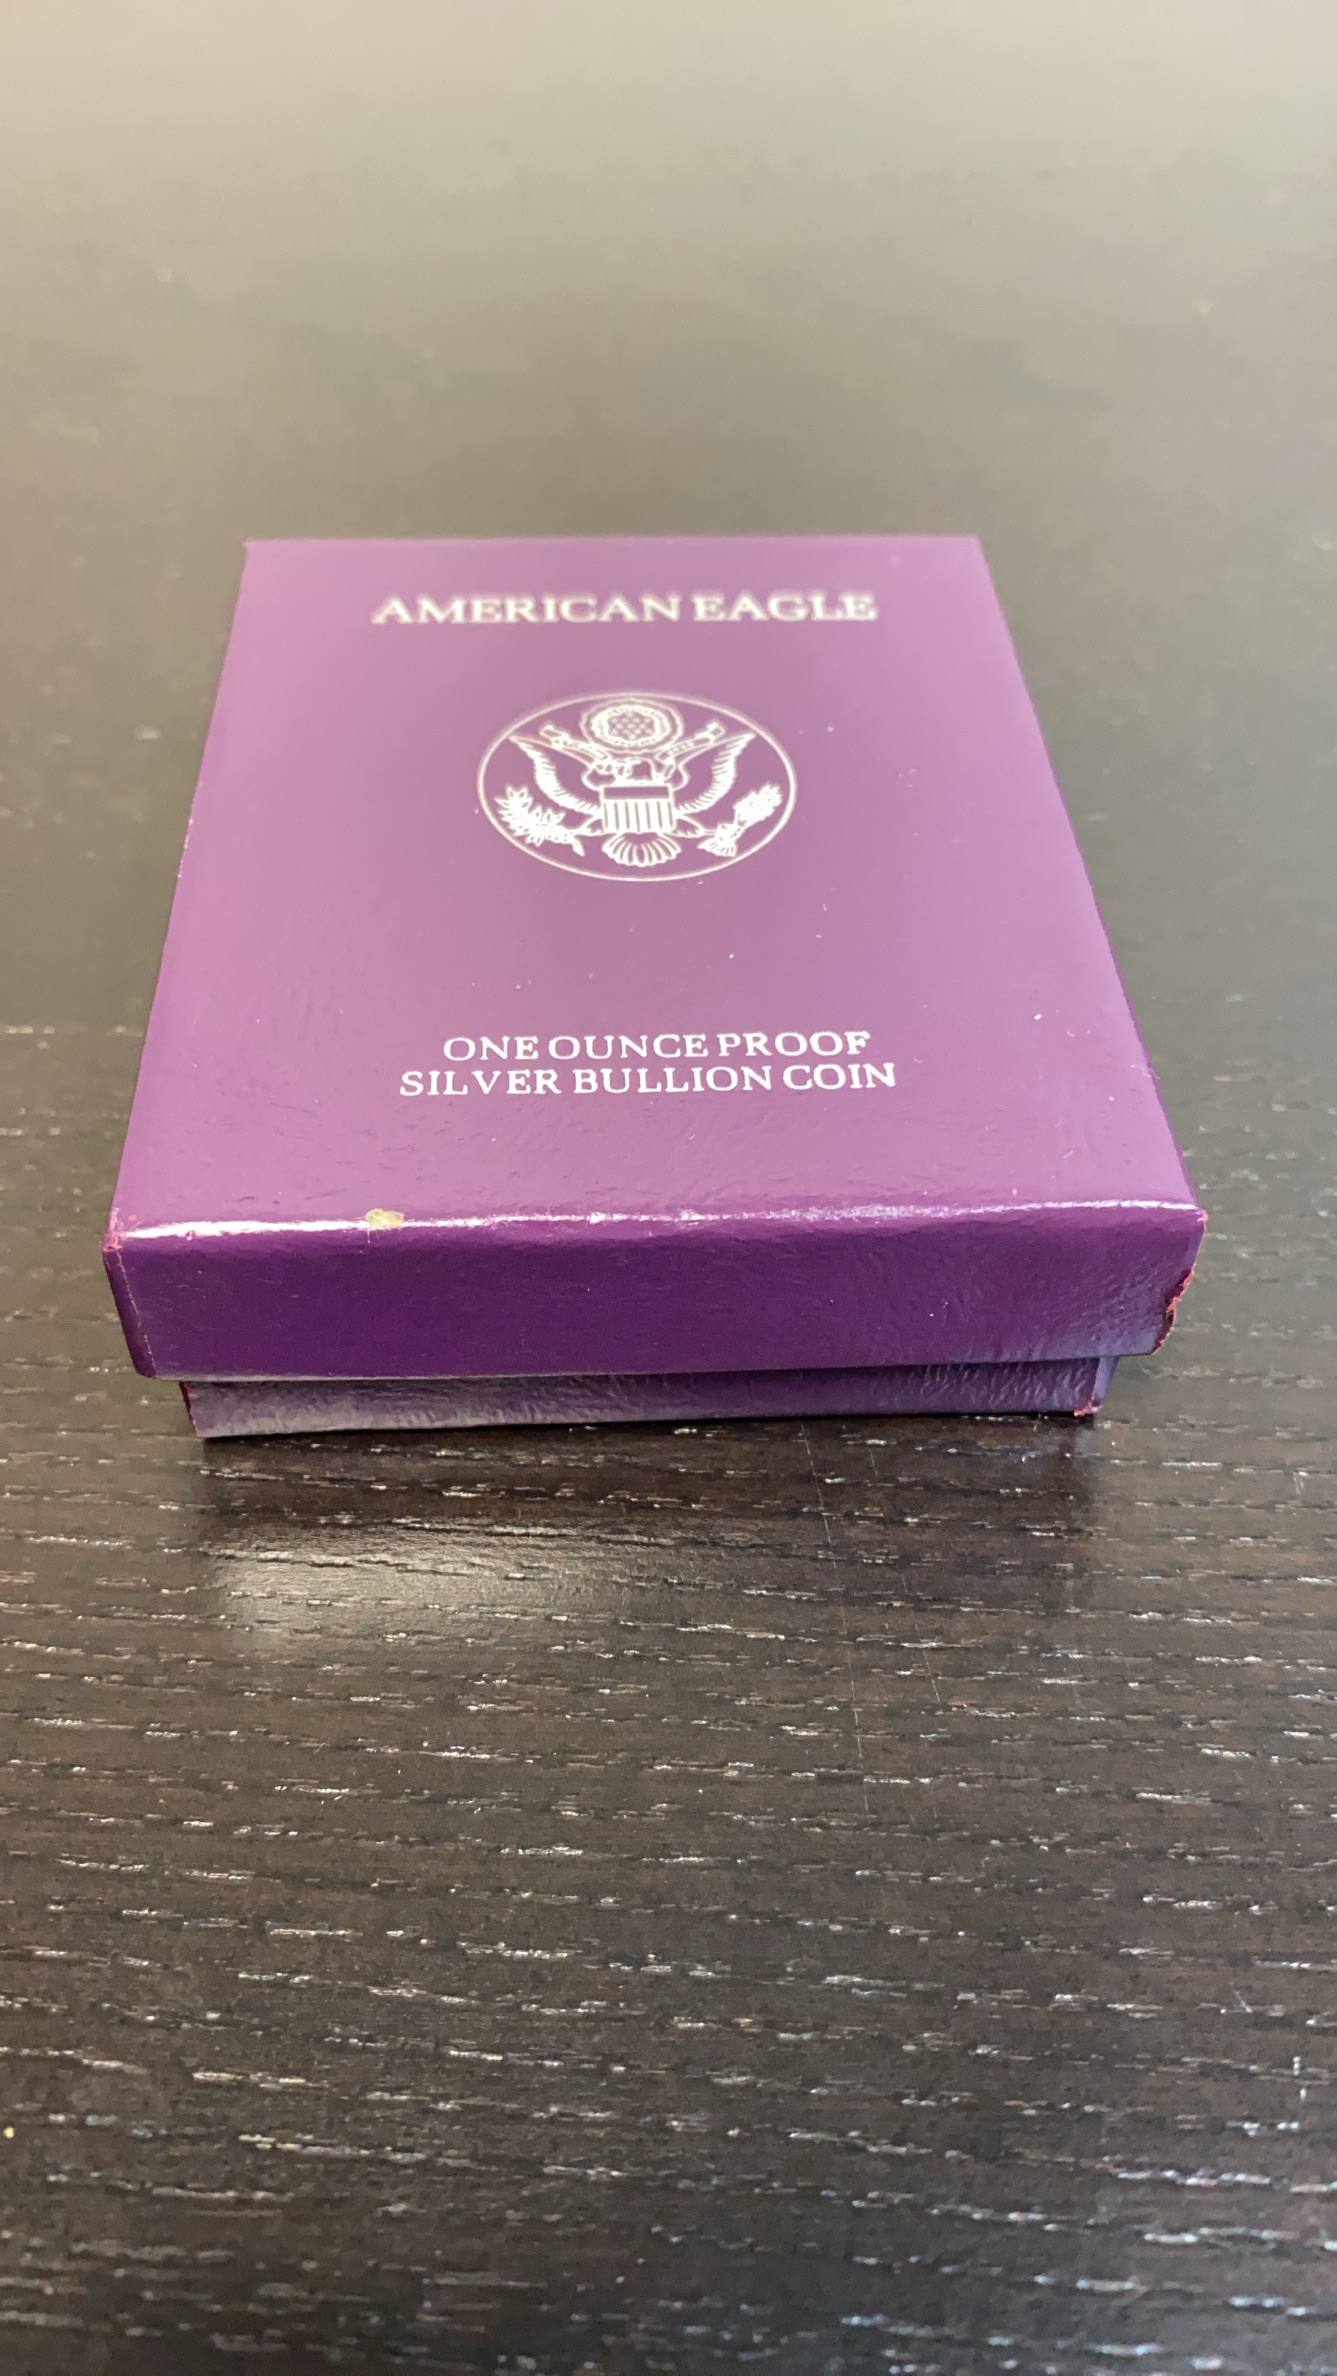 AMERICAN EAGLE
ONE OUNCE PROOF
SILVER BULLION COIN